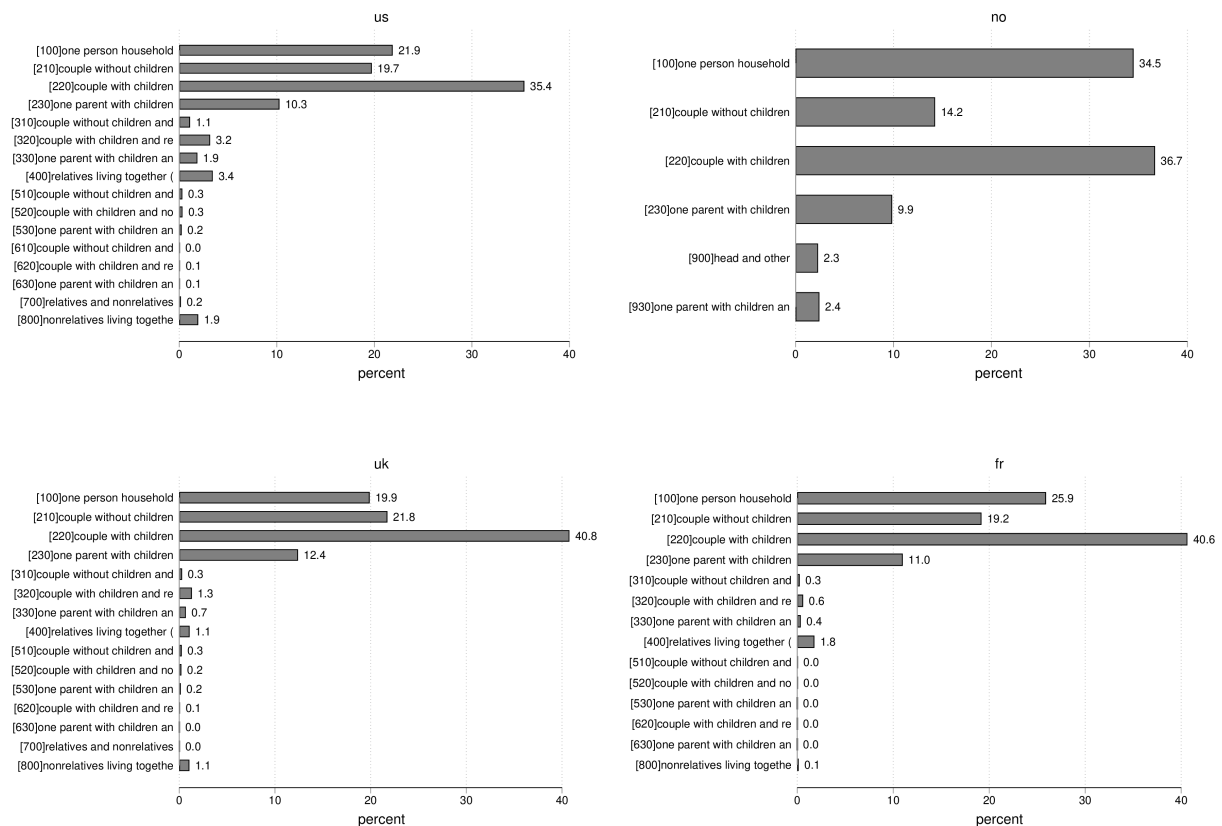 us
[100]one person household 21.9
[210]couple without children 19.7
[220]couple with children 35.4
[230]one parent with children 10.3
[310]couple without children and 1.1
[320]couple with children and re 3.2
[330]one parent with children an 1.9
[400]relatives living together ( 3.4
[510]couple without children and 0.3
[520]couple with children and no 0.3
[530]one parent with children an 0.2
[610]couple without children and 0.0
[620]couple with children and re 0.1
[630]one parent with children an 0.1
[700]relatives and nonrelatives 0.2
[800]nonrelatives living togethe 1.9
0 10 20 30 40
percent
no
[100]one person household 34.5
[210]couple without children 14.2
[220]couple with children 36.7
[230]one parent with children 9.9
[900]head and other 2.3
[930]one parent with children an 2.4
0 10 20 30 40
percent
uk
[100]one person household 19.9
[210]couple without children 21.8
[220]couple with children 40.8
[230]one parent with children 12.4
[310]couple without children and 0.3
[320]couple with children and re 1.3
[330]one parent with children an 0.7
[400]relatives living together ( 1.1
[510]couple without children and 0.3
[520]couple with children and no 0.2
[530]one parent with children an 0.2
[620]couple with children and re 0.1
[630]one parent with children an 0.0
[700]relatives and nonrelatives 0.0
[800]nonrelatives living togethe 1.1
0 10 20 30 40
percent
fr
[100]one person household 25.9
[210]couple without children 19.2
[220]couple with children 40.6
[230]one parent with children 11.0
[310]couple without children and 0.3
[320]couple with children and re 0.6
[330]one parent with children an 0.4
[400]relatives living together ( 1.8
[510]couple without children and 0.0
[520]couple with children and no 0.0
[530]one parent with children an 0.0
[620]couple with children and re 0.0
[630]one parent with children an 0.0
[800]nonrelatives living togethe 0.1
0 10 20 30 40
percent